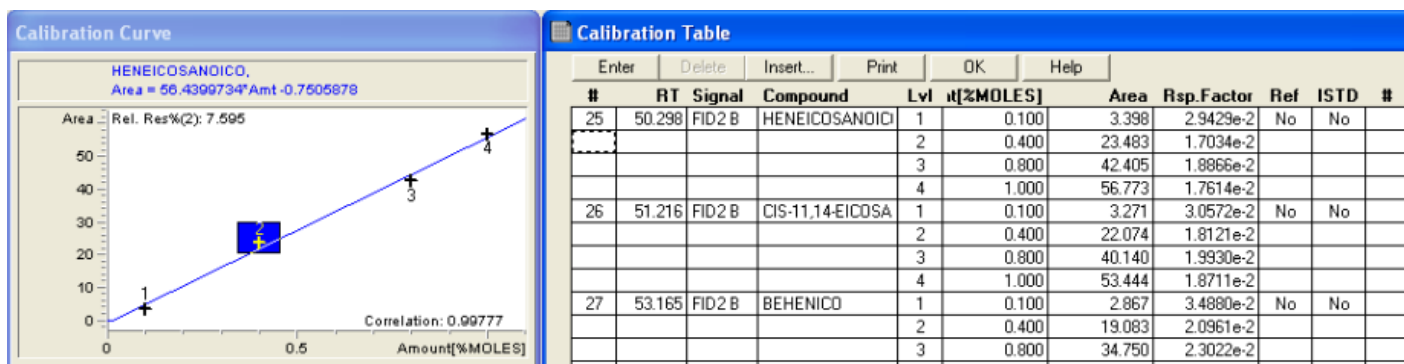 Calibration Curve
HENEICOSANOICO,
Area = 56.4399734*Amt -0.7505878
Area
Rel. Res%(2): 7.595
50
40
30
20
10
0
1
2
3
4
Correlation: 0.99777
0 0.5 Amount[%MOLES]
Calibration Table
Enter Delete Insert... Print OK Help
# RT Signal Compound Lvl it[%MOLES] Area Rsp.Factor Ref ISTD #
25 50.298 FID2 B HENEICOSANOICI 1 0.100 3.398 2.9429e-2 No No
2 0.400 23.483 1.7034e-2
3 0.800 42.405 1.8866e-2
4 1.000 56.773 1.7614e-2
26 51.216 FID2 B CIS-11,14-EICOSA 1 0.100 3.271 3.0572e-2 No No
2 0.400 22.074 1.8121e-2
3 0.800 40.140 1.9930e-2
4 1.000 53.444 1.8711e-2
27 53.165 FID2 B BEHENICO 1 0.100 2.867 3.4880e-2 No No
2 0.400 19.083 2.0961e-2
3 0.800 34.750 2.3022e-2